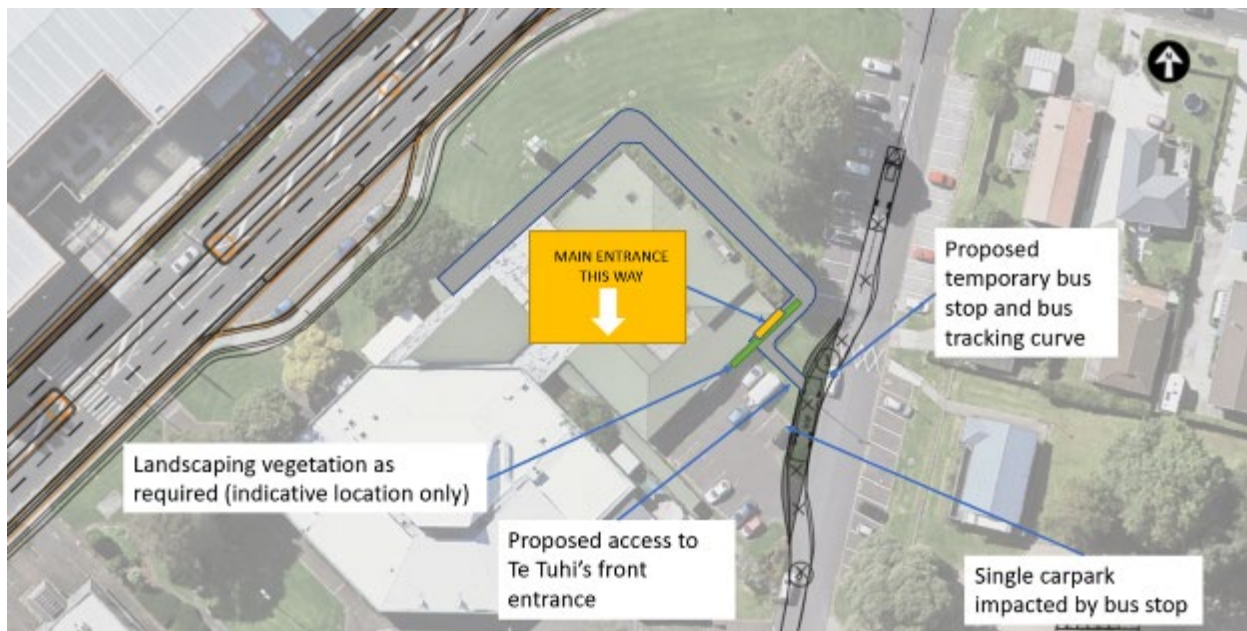 MAIN ENTRANCE
THIS WAY
Proposed
temporary bus
stop and bus
tracking curve
Landscaping vegetation as
required (indicative location only)
Proposed access to
Te Tuhi's front
entrance
Single carpark
impacted by bus stop